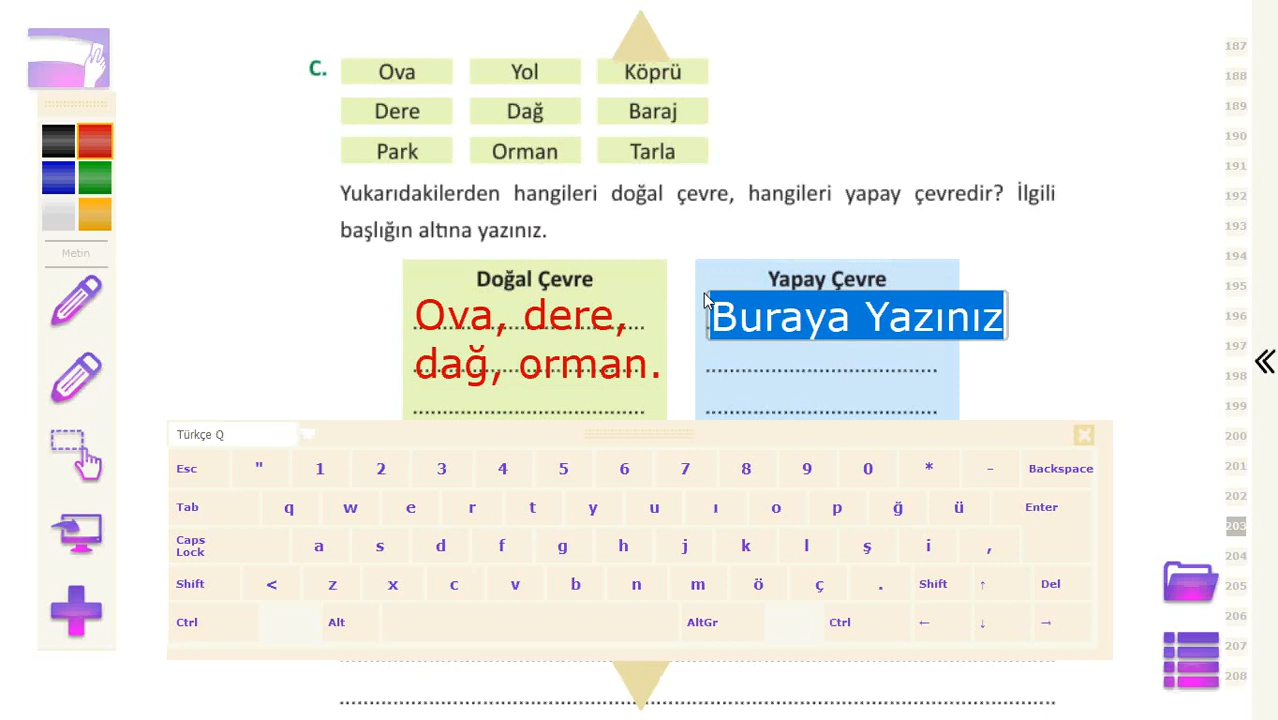 C.
Ova Yol Köprü
Dere Dağ Baraj
Park Orman Tarla
Yukarıdakilerden hangileri doğal çevre, hangileri yapay çevredir? İlgili
başlığın altına yazınız.
Doğal Çevre
Ova, dere,
dağ, orman.
Yapay Çevre
Buraya Yazınız
Metin
Türkçe Q
Esc " 1 2 3 4 5 6 7 8 9 0 * - Backspace
Tab q w e r t y u ı o p ğ ü Enter
Caps
Lock a s d f g h j k l ş i ,
Shift < z x c v b n m ö ç . Shift ↑ Del
Ctrl Alt AltGr Ctrl ← ↓ →
187
188
189
190
191
192
193
194
195
196
197
198
199
200
201
202
203
204
205
206
207
208